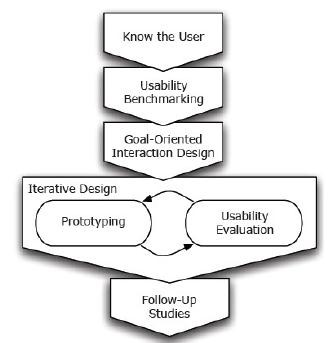 Know the User
Usability
Benchmarking
Goal-Oriented
Interaction Design
Iterative Design
Prototyping
Usability
Evaluation
Follow-Up
Studies